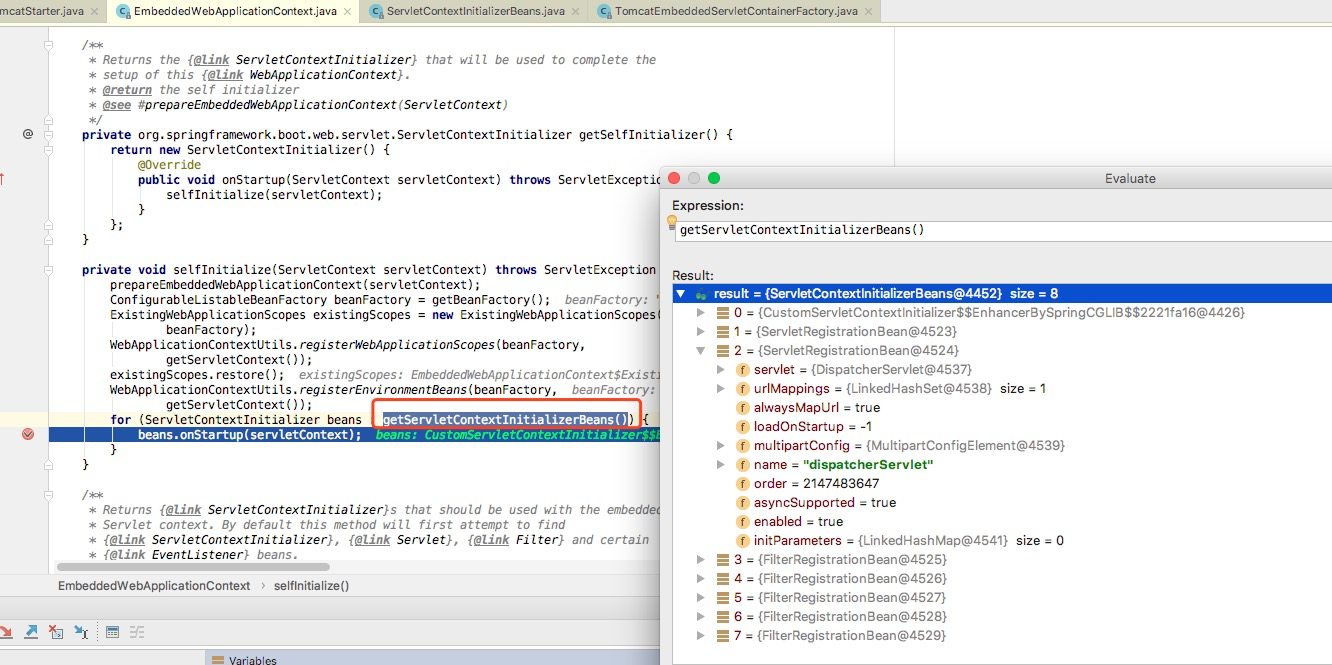 mcatStarter.java EmbeddedWebApplicationContext.java ServletContextInitializerBeans.java TomcatEmbeddedServletContainerFactory.java
/**
* Returns the {@link ServletContextInitializer} that will be used to complete the
* setup of this {@link WebApplicationContext}.
* @return the self initializer
* @see #prepareEmbeddedWebApplicationContext(ServletContext)
*/
@ private org.springframework.boot.web.servlet.ServletContextInitializer getSelfInitializer() {
return new ServletContextInitializer() {
@Override
public void onStartup(ServletContext servletContext) throws ServletExceptio
selfInitialize(servletContext);
}
};
}
private void selfInitialize(ServletContext servletContext) throws ServletException
prepareEmbeddedWebApplicationContext(servletContext);
ConfigurableListableBeanFactory beanFactory = getBeanFactory(); beanFactory: "
ExistingWebApplicationScopes existingScopes = new ExistingWebApplicationScopes(
beanFactory);
WebApplicationContextUtils.registerWebApplicationScopes(beanFactory,
getServletContext());
existingScopes.restore(); existingScopes: EmbeddedWebApplicationContext$Existi
WebApplicationContextUtils.registerEnvironmentBeans(beanFactory, beanFactory:
getServletContext());
for (ServletContextInitializer beans : getServletContextInitializerBeans()) {
beans.onStartup(servletContext); beans: CustomServletContextInitializer$$E
}
}
/**
* Returns {@link ServletContextInitializer}s that should be used with the embedded
* Servlet context. By default this method will first attempt to find
* {@link ServletContextInitializer}, {@link Servlet}, {@link Filter} and certain
* {@link EventListener} beans.
EmbeddedWebApplicationContext › selfInitialize()
Variables
Evaluate
Expression:
getServletContextInitializerBeans()
Result:
result = {ServletContextInitializerBeans@4452} size = 8
0 = {CustomServletContextInitializer$$EnhancerBySpringCGLIB$$2221fa16@4426}
1 = {ServletRegistrationBean@4523}
2 = {ServletRegistrationBean@4524}
servlet = {DispatcherServlet@4537}
urlMappings = {LinkedHashSet@4538} size = 1
alwaysMapUrl = true
loadOnStartup = -1
multipartConfig = {MultipartConfigElement@4539}
name = "dispatcherServlet"
order = 2147483647
asyncSupported = true
enabled = true
initParameters = {LinkedHashMap@4541} size = 0
3 = {FilterRegistrationBean@4525}
4 = {FilterRegistrationBean@4526}
5 = {FilterRegistrationBean@4527}
6 = {FilterRegistrationBean@4528}
7 = {FilterRegistrationBean@4529}